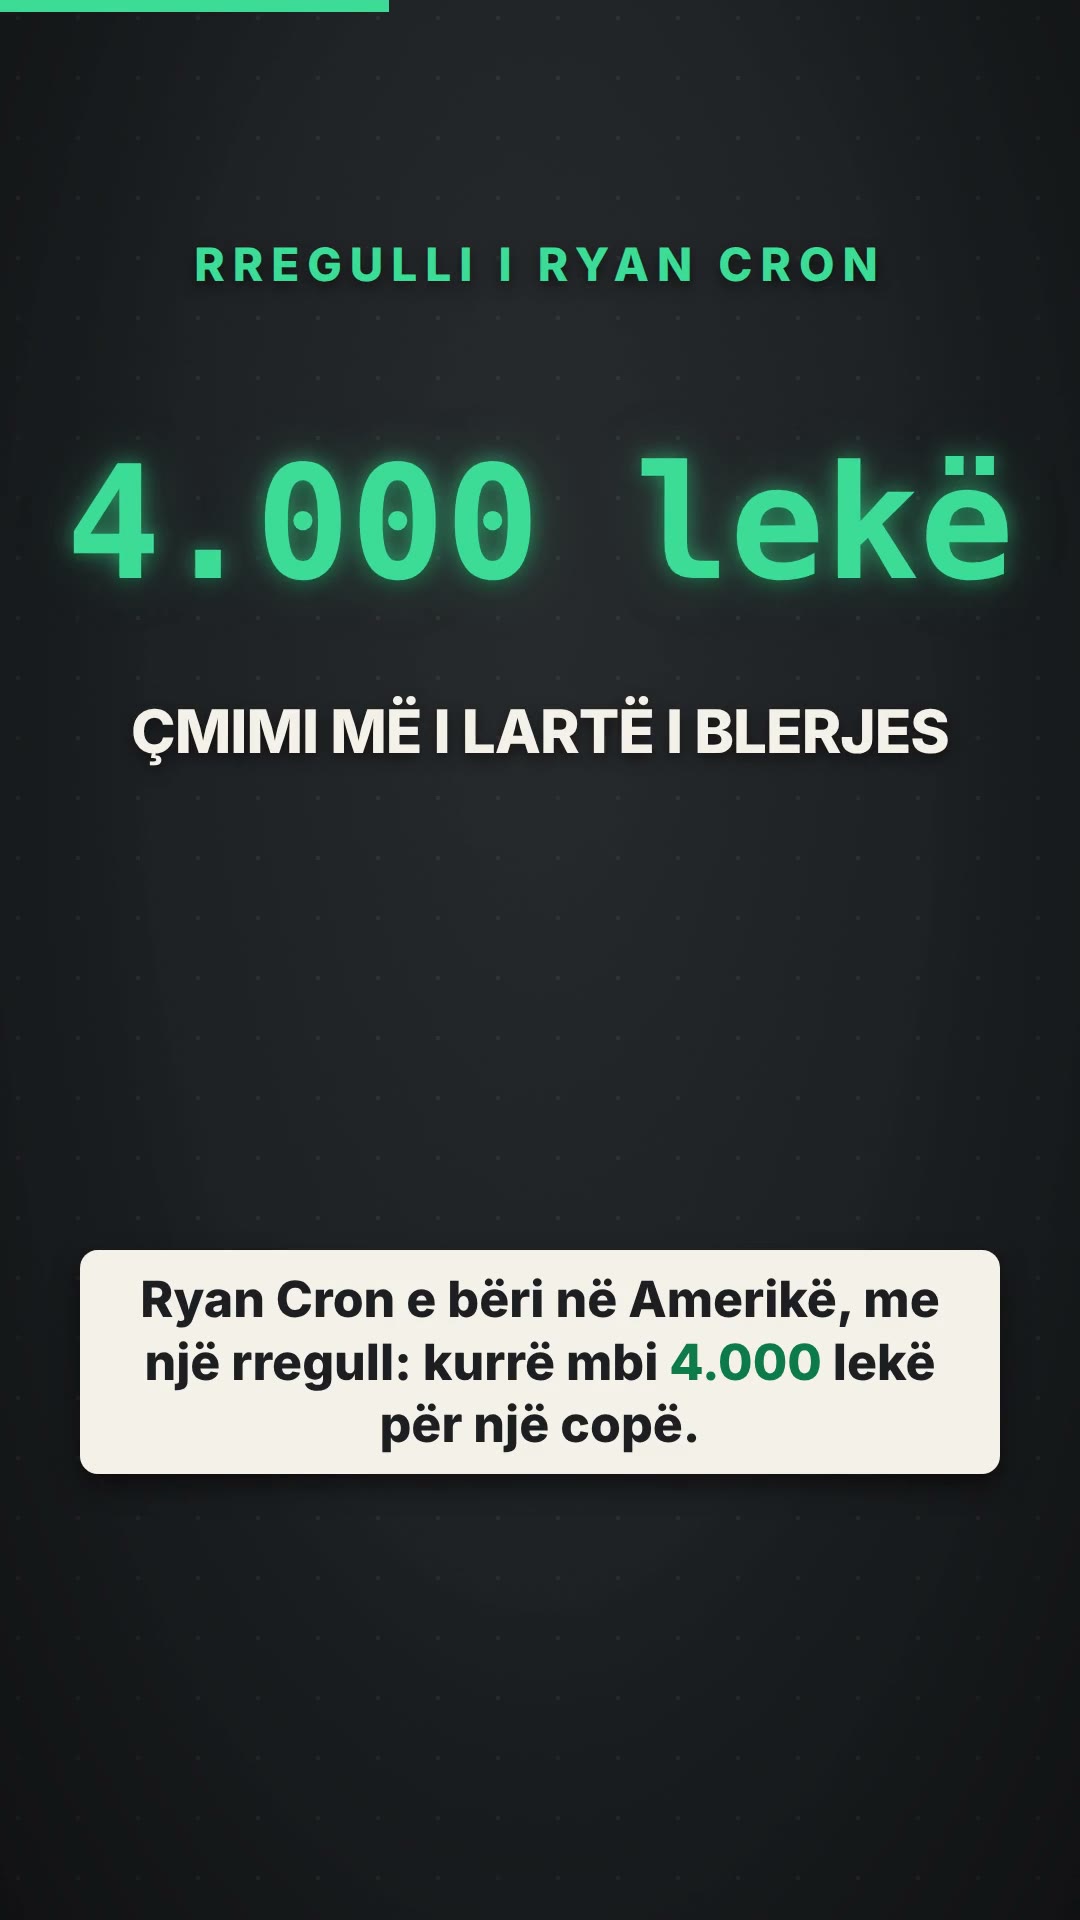 RREGULLI I RYAN CRON
4.000 lekë
ÇMIMI MË I LARTË I BLERJES
Ryan Cron e bëri në Amerikë, me
një rregull: kurrë mbi 4.000 lekë
për një copë.